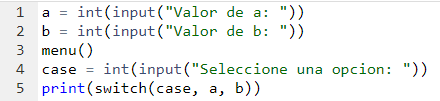 1 a = int(input("Valor de a: "))
2 b = int(input("Valor de b: "))
3 menu()
4 case = int(input("Seleccione una opcion: "))
5 print(switch(case, a, b))